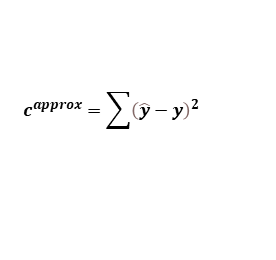 c^approx = ∑(ŷ − y)²